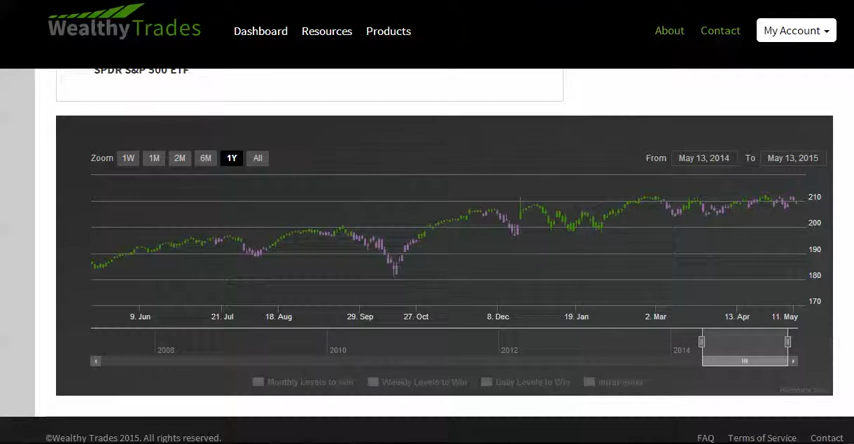 WealthyTrades
Dashboard Resources Products
About Contact My Account
SPDR S&P 500 ETF
Zoom 1W 1M 2M 6M 1Y All
From May 13, 2014 To May 13, 2015
210
200
190
180
170
9. Jun 21. Jul 18. Aug 29. Sep 27. Oct 8. Dec 19. Jan 2. Mar 13. Apr 11. May
2008 2010 2012 2014
Monthly Levels to Win Weekly Levels to Win Daily Levels to Win
©Wealthy Trades 2015. All rights reserved.
FAQ Terms of Service Contact